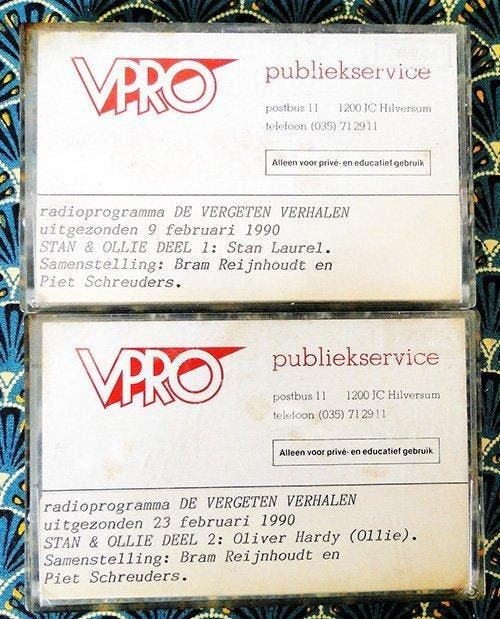 VPRO
publiekservice
postbus 11 1200 JC Hilversum
telefoon (035) 712911
Alleen voor privé- en educatief gebruik
radioprogramma DE VERGETEN VERHALEN
uitgezonden 9 februari 1990
STAN & OLLIE DEEL 1: Stan Laurel.
Samenstelling: Bram Reijnhoudt en
Piet Schreuders.
VPRO
publiekservice
postbus 11 1200 JC Hilversum
telefoon (035) 712911
Alleen voor privé- en educatief gebruik
radioprogramma DE VERGETEN VERHALEN
uitgezonden 23 februari 1990
STAN & OLLIE DEEL 2: Oliver Hardy (Ollie).
Samenstelling: Bram Reijnhoudt en
Piet Schreuders.